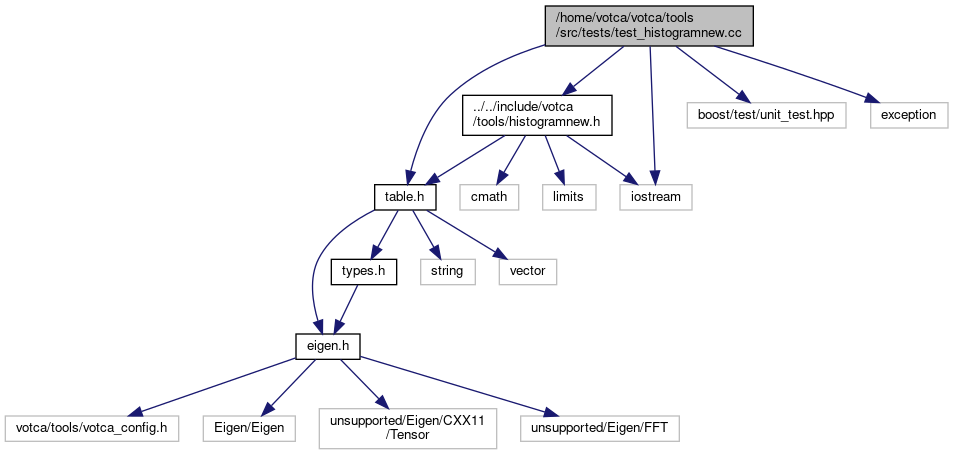 /home/votca/votca/tools
/src/tests/test_histogramnew.cc
../../include/votca
/tools/histogramnew.h
boost/test/unit_test.hpp
exception
table.h
cmath
limits
iostream
types.h
string
vector
eigen.h
votca/tools/votca_config.h
Eigen/Eigen
unsupported/Eigen/CXX11
/Tensor
unsupported/Eigen/FFT